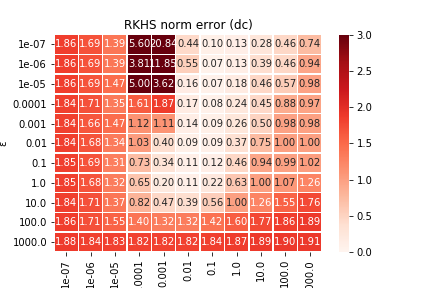 RKHS norm error (dc)
1e-07 1.86 1.69 1.39 5.60 20.84 0.44 0.10 0.13 0.28 0.46 0.74
1e-06 1.86 1.69 1.39 3.81 11.85 0.55 0.07 0.13 0.39 0.46 0.94
1e-05 1.86 1.69 1.47 5.00 3.62 0.16 0.07 0.18 0.46 0.57 0.98
0.0001 1.84 1.71 1.35 1.61 1.87 0.17 0.08 0.24 0.45 0.88 0.97
0.001 1.84 1.66 1.47 1.12 1.11 0.14 0.09 0.26 0.50 0.98 0.98
0.01 1.84 1.68 1.34 1.03 0.40 0.09 0.09 0.37 0.75 1.00 1.00
0.1 1.85 1.69 1.31 0.73 0.34 0.11 0.12 0.46 0.94 0.99 1.02
1.0 1.85 1.68 1.32 0.65 0.20 0.11 0.22 0.63 1.00 1.07 1.26
10.0 1.84 1.71 1.37 0.82 0.47 0.39 0.56 1.00 1.26 1.55 1.76
100.0 1.86 1.71 1.55 1.40 1.32 1.32 1.42 1.60 1.77 1.86 1.89
1000.0 1.88 1.84 1.83 1.82 1.82 1.82 1.84 1.87 1.89 1.90 1.91
ε
1e-07 1e-06 1e-05 0001 0.001 0.01 0.1 1.0 10.0 100.0 000.0
3.0
2.5
2.0
1.5
1.0
0.5
0.0